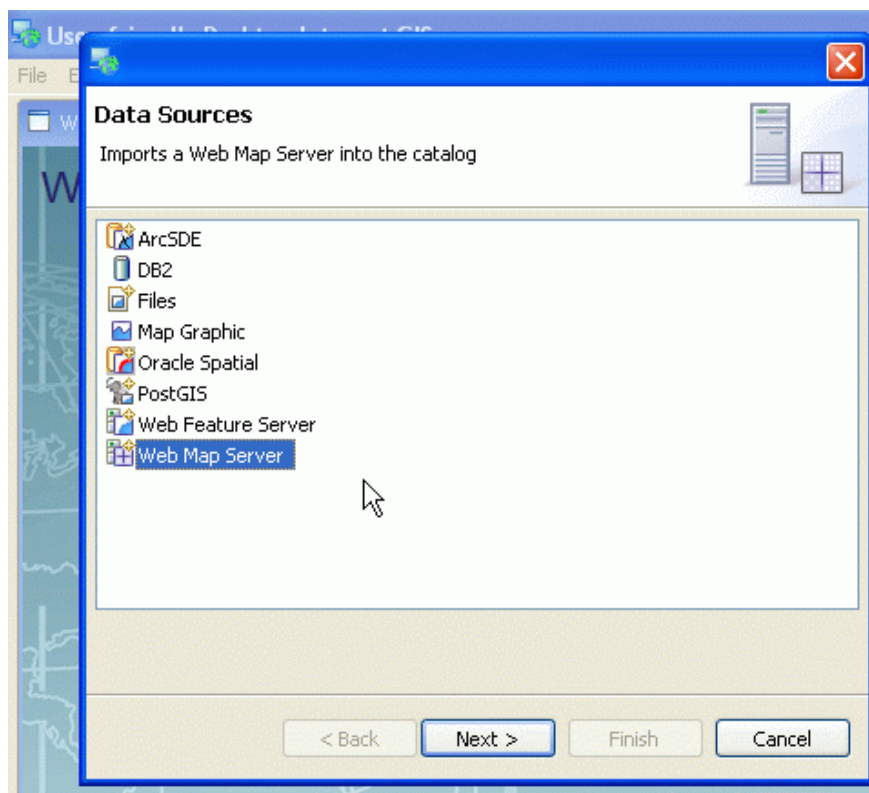 File
Data Sources
Imports a Web Map Server into the catalog
W
ArcSDE
DB2
Files
Map Graphic
Oracle Spatial
PostGIS
Web Feature Server
Web Map Server
< Back
Next >
Finish
Cancel